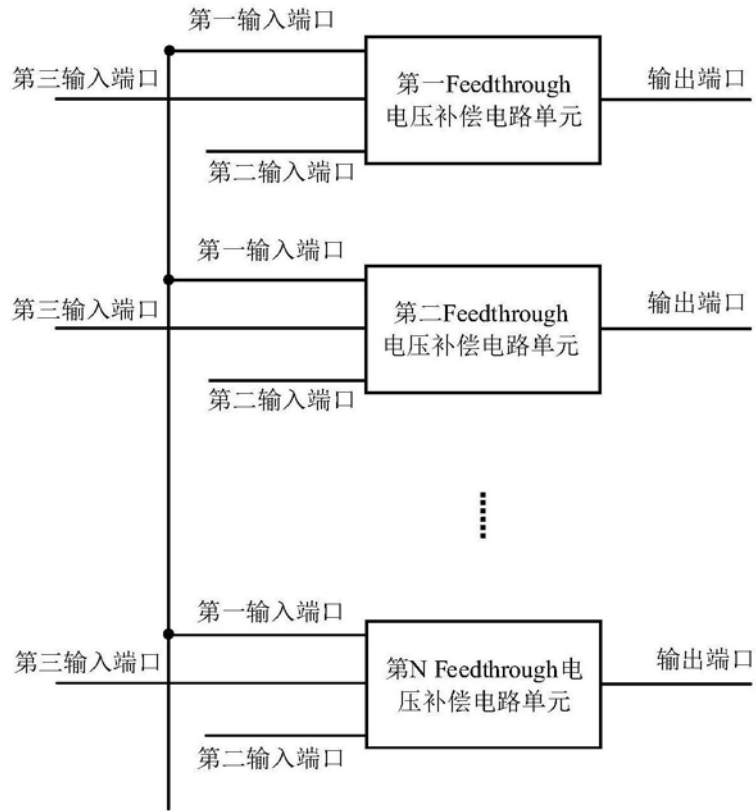 第一输入端口
第三输入端口
第一Feedthrough
电压补偿电路单元
输出端口
第二输入端口
第一输入端口
第三输入端口
第二Feedthrough
电压补偿电路单元
输出端口
第二输入端口
第一输入端口
第三输入端口
第N Feedthrough电
压补偿电路单元
输出端口
第二输入端口